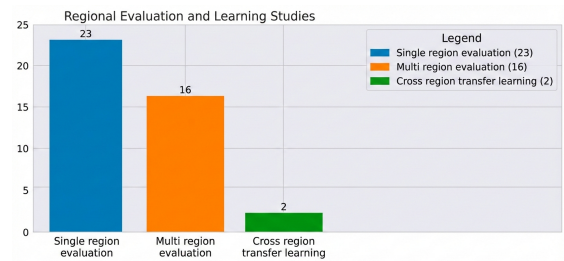 Regional Evaluation and Learning Studies
25
20
15
10
5
0
23
16
2
Legend
Single region evaluation (23)
Multi region evaluation (16)
Cross region transfer learning (2)
Single region
evaluation
Multi region
evaluation
Cross region
transfer learning